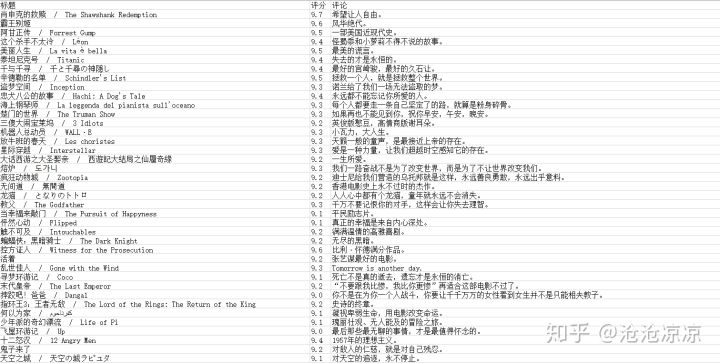 标题 评分 评论
肖申克的救赎 / The Shawshank Redemption 9.7 希望让人自由。
霸王别姬 9.6 风华绝代。
阿甘正传 / Forrest Gump 9.5 一部美国近现代史。
这个杀手不太冷 / Léon 9.4 怪蜀黍和小萝莉不得不说的故事。
美丽人生 / La vita è bella 9.5 最美的谎言。
泰坦尼克号 / Titanic 9.4 失去的才是永恒的。
千与千寻 / 千と千尋の神隠し 9.4 最好的宫崎骏，最好的久石让。
辛德勒的名单 / Schindler's List 9.5 拯救一个人，就是拯救整个世界。
盗梦空间 / Inception 9.3 诺兰给了我们一场无法盗取的梦。
忠犬八公的故事 / Hachi: A Dog's Tale 9.4 永远都不能忘记你所爱的人。
海上钢琴师 / La leggenda del pianista sull'oceano 9.3 每个人都要走一条自己坚定了的路，就算是粉身碎骨。
楚门的世界 / The Truman Show 9.3 如果再也不能见到你，祝你早安，午安，晚安。
三傻大闹宝莱坞 / 3 Idiots 9.2 英俊版憨豆，高情商版谢耳朵。
机器人总动员 / WALL·E 9.3 小瓦力，大人生。
放牛班的春天 / Les choristes 9.3 天籁一般的童声，是最接近上帝的存在。
星际穿越 / Interstellar 9.3 爱是一种力量，让我们超越时空感知它的存在。
大话西游之大圣娶亲 / 西遊記大結局之仙履奇緣 9.2 一生所爱。
熔炉 / 도가니 9.3 我们一路奋战不是为了改变世界，而是为了不让世界改变我们。
疯狂动物城 / Zootopia 9.2 迪士尼给我们营造的乌托邦就是这样，永远善良勇敢，永远出乎意料。
无间道 / 無間道 9.2 香港电影史上永不过时的杰作。
龙猫 / となりのトトロ 9.2 人人心中都有个龙猫，童年就永远不会消失。
教父 / The Godfather 9.3 千万不要记恨你的对手，这样会让你失去理智。
当幸福来敲门 / The Pursuit of Happyness 9.1 平民励志片。
怦然心动 / Flipped 9.1 真正的幸福是来自内心深处。
触不可及 / Intouchables 9.2 满满温情的高雅喜剧。
蝙蝠侠：黑暗骑士 / The Dark Knight 9.2 无尽的黑暗。
控方证人 / Witness for the Prosecution 9.6 比利·怀德满分作品。
活着 9.2 张艺谋最好的电影。
乱世佳人 / Gone with the Wind 9.3 Tomorrow is another day.
寻梦环游记 / Coco 9.1 死亡不是真的逝去，遗忘才是永恒的消亡。
末代皇帝 / The Last Emperor 9.2 “不要跟我比惨，我比你更惨”再适合这部电影不过了。
摔跤吧！爸爸 / Dangal 9.0 你不是在为你一个人战斗，你要让千千万万的女性看到女生并不是只能相夫教子。
指环王3：王者无敌 / The Lord of the Rings: The Return of the King 9.2 史诗的终章。
何以为家 / کفرناحوم 9.1 凝视卑弱生命，用电影改变命运。
少年派的奇幻漂流 / Life of Pi 9.1 瑰丽壮观、无人能及的冒险之旅。
飞屋环游记 / Up 9.0 最后那些最无聊的事情，才是最值得怀念的。
十二怒汉 / 12 Angry Men 9.4 1957年的理想主义。
鬼子来了 9.2 对敌人的仁慈，就是对自己残忍。
天空之城 / 天空の城ラピュタ 9.1 对天空的追逐，永不停止。
知乎 @沧沧凉凉